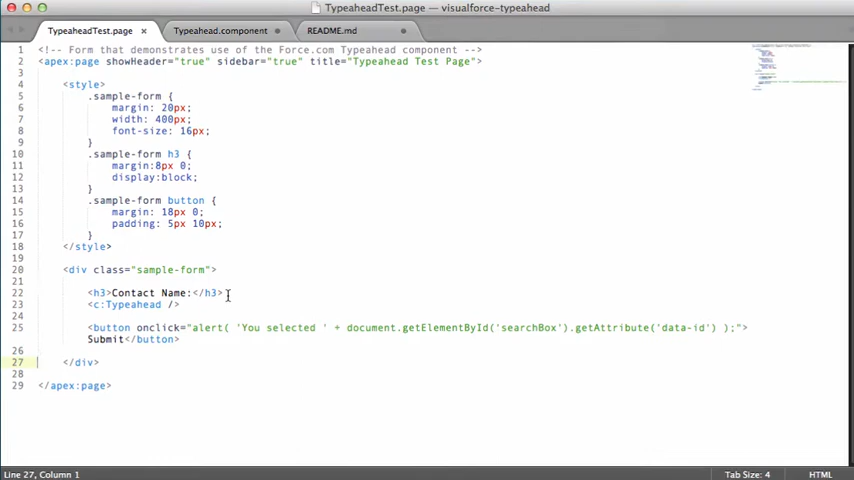 TypeaheadTest.page — visualforce-typeahead
TypeaheadTest.page × Typeahead.component README.md
1 <!-- Form that demonstrates use of the Force.com Typeahead component -->
2 <apex:page showHeader="true" sidebar="true" title="Typeahead Test Page">
3
4 <style>
5 .sample-form {
6 margin: 20px;
7 width: 400px;
8 font-size: 16px;
9 }
10 .sample-form h3 {
11 margin:8px 0;
12 display:block;
13 }
14 .sample-form button {
15 margin: 18px 0;
16 padding: 5px 10px;
17 }
18 </style>
19
20 <div class="sample-form">
21
22 <h3>Contact Name:</h3>
23 <c:Typeahead />
24
25 <button onclick="alert( 'You selected ' + document.getElementById('searchBox').getAttribute('data-id') );">
Submit</button>
26
27 </div>
28
29 </apex:page>
Line 27, Column 1 Tab Size: 4 HTML